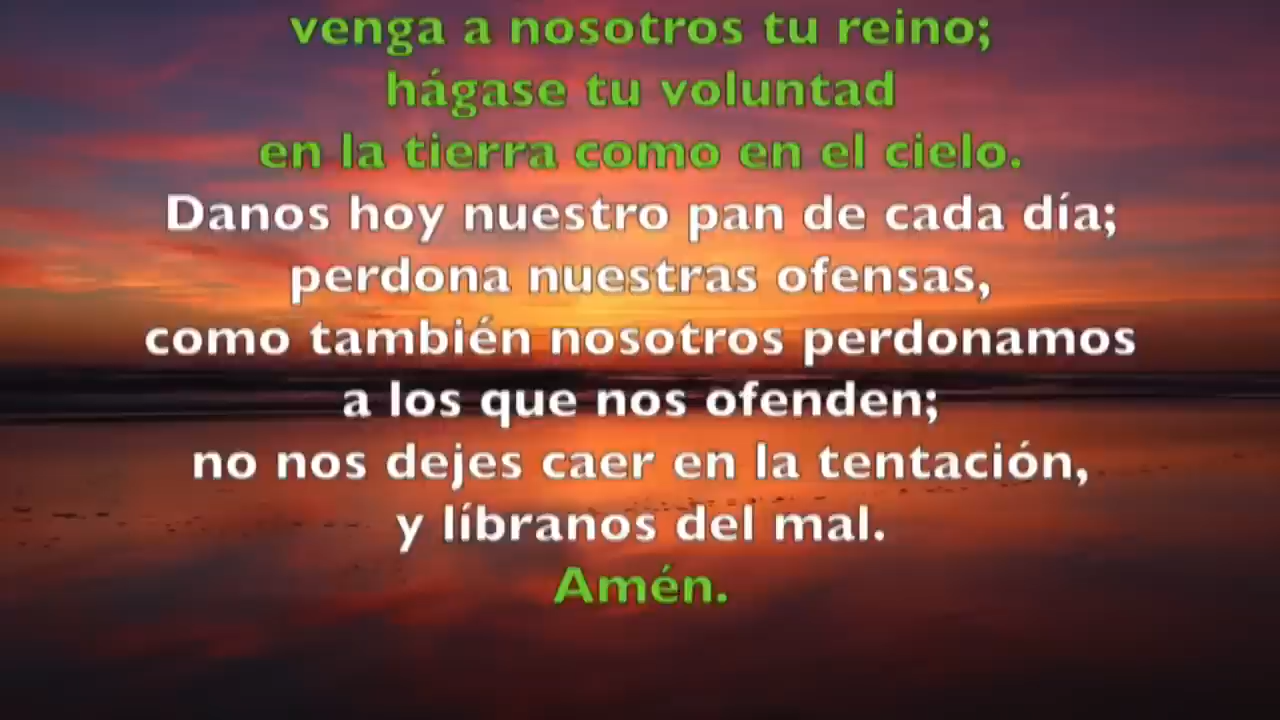 venga a nosotros tu reino;
hágase tu voluntad
en la tierra como en el cielo.
Danos hoy nuestro pan de cada día;
perdona nuestras ofensas,
como también nosotros perdonamos
a los que nos ofenden;
no nos dejes caer en la tentación,
y líbranos del mal.
Amén.